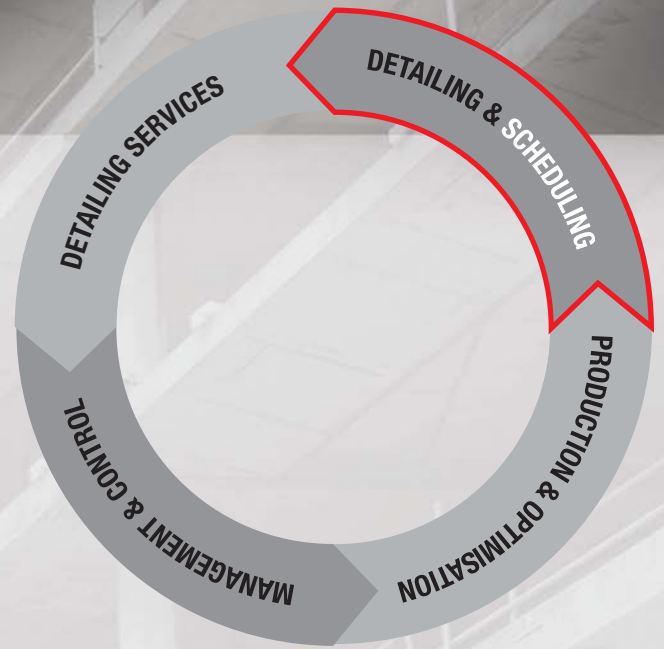 DETAILING & SCHEDULING
PRODUCTION & OPTIMISATION
MANAGEMENT & CONTROL
DETAILING SERVICES